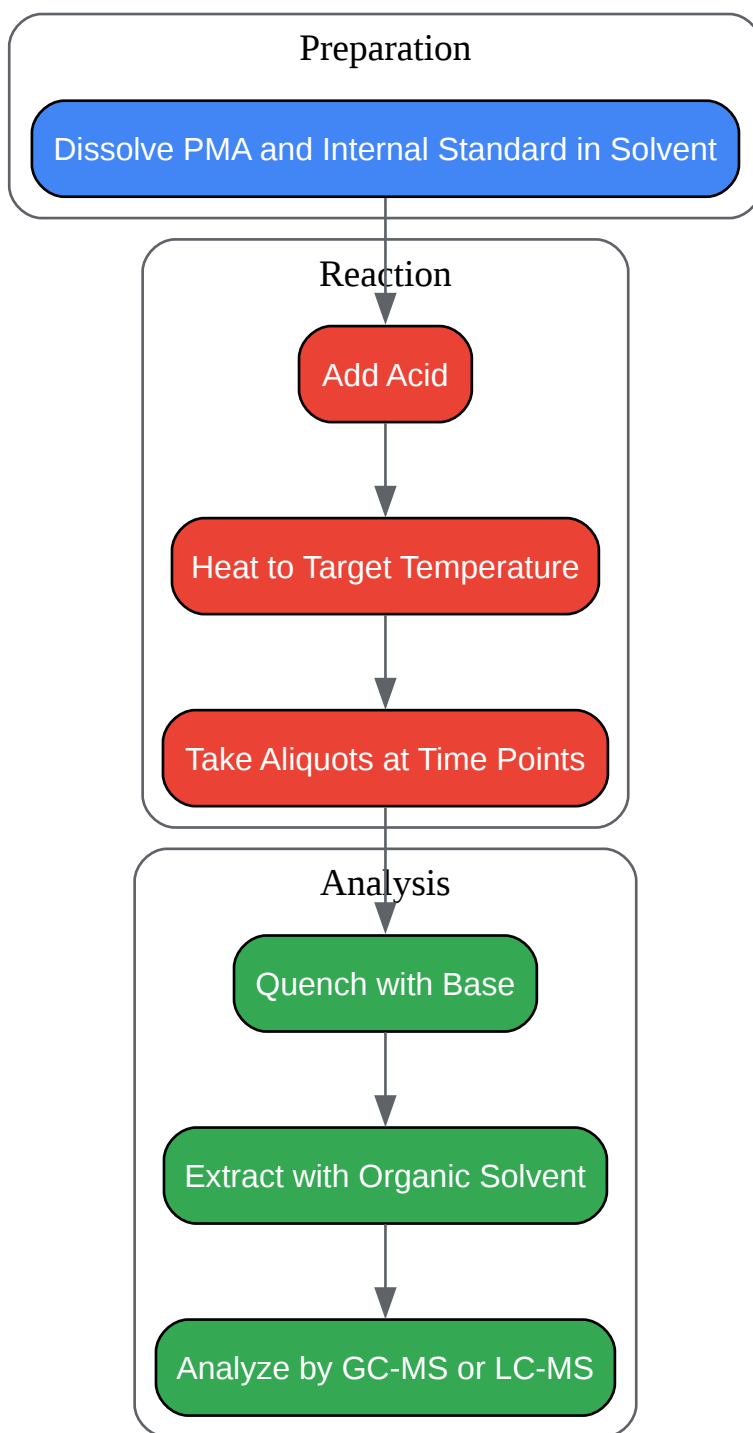 Preparation
Dissolve PMA and Internal Standard in Solvent
Reaction
Add Acid
Heat to Target Temperature
Take Aliquots at Time Points
Analysis
Quench with Base
Extract with Organic Solvent
Analyze by GC-MS or LC-MS